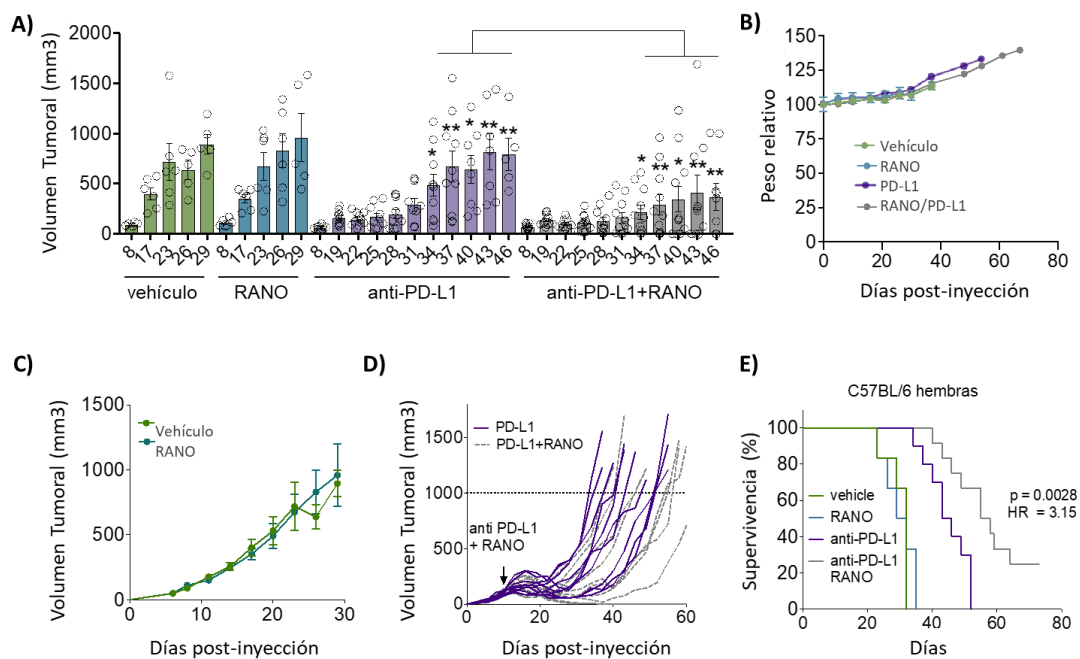 A)
Volumen Tumoral (mm3)
2000
1500
1000
500
0
* ** * ** **
* ** * ** **
8 17 23 26 29
8 17 23 26 29
8 19 22 25 28 31 34 37 40 43 46
8 19 22 25 28 31 34 37 40 43 46
vehículo
RANO
anti-PD-L1
anti-PD-L1+RANO
B)
Peso relativo
150
125
100
75
50
25
0
Vehículo
RANO
PD-L1
RANO/PD-L1
0 20 40 60 80
Días post-inyección
C)
Volumen Tumoral (mm3)
1500
1000
500
0
Vehículo
RANO
0 10 20 30
Días post-inyección
D)
Volumen Tumoral (mm3)
1500
1000
500
0
PD-L1
PD-L1+RANO
anti PD-L1
+ RANO
0 20 40 60
Días post-inyección
E)
C57BL/6 hembras
Supervivencia (%)
100
80
60
40
20
0
vehicle
RANO
anti-PD-L1
anti-PD-L1
RANO
p = 0.0028
HR = 3.15
0 20 40 60 80
Días